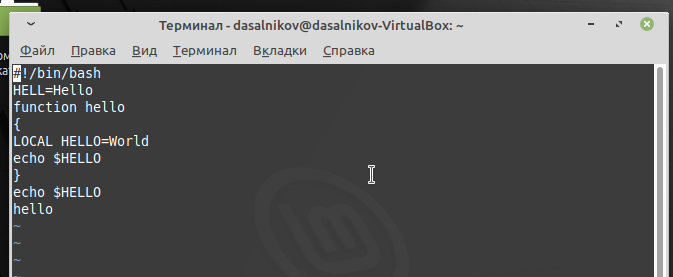 Терминал - dasalnikov@dasalnikov-VirtualBox: ~
Файл Правка Вид Терминал Вкладки Справка
#!/bin/bash
HELL=Hello
function hello
{
LOCAL HELLO=World
echo $HELLO
}
echo $HELLO
hello
~
~
~
~